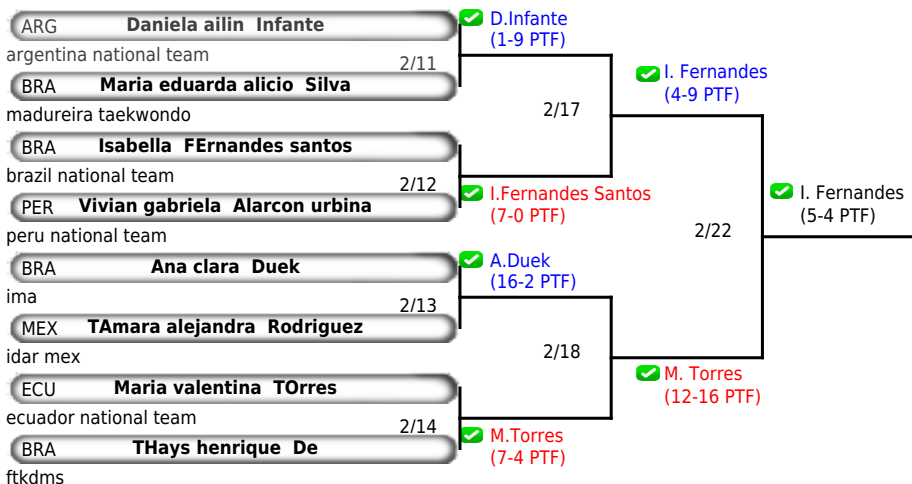 ARG Daniela ailin Infante
argentina national team
2/11
BRA Maria eduarda alicio Silva
madureira taekwondo
BRA Isabella FErnandes santos
brazil national team
2/12
PER Vivian gabriela Alarcon urbina
peru national team
BRA Ana clara Duek
ima
2/13
MEX TAmara alejandra Rodriguez
idar mex
ECU Maria valentina TOrres
ecuador national team
2/14
BRA THays henrique De
ftkdms
D.Infante
(1-9 PTF)
2/17
I.Fernandes Santos
(7-0 PTF)
A.Duek
(16-2 PTF)
2/18
M.Torres
(7-4 PTF)
I. Fernandes
(4-9 PTF)
2/22
M. Torres
(12-16 PTF)
I. Fernandes
(5-4 PTF)